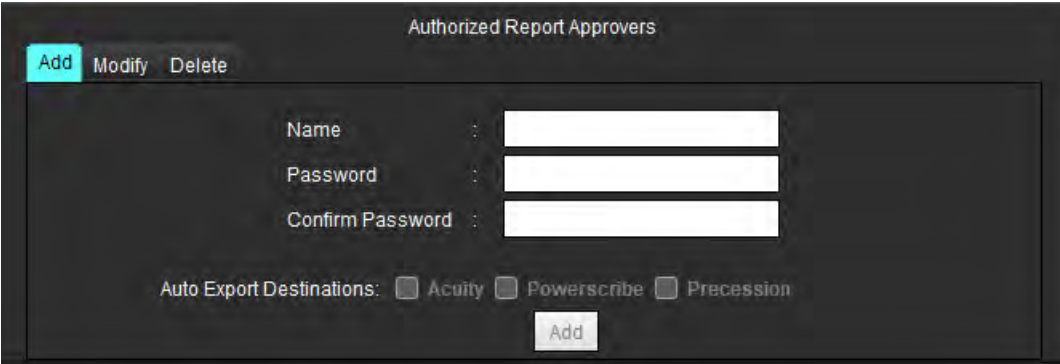 Authorized Report Approvers
Add Modify Delete
Name :
Password :
Confirm Password :
Auto Export Destinations: Acuity Powerscribe Precession
Add